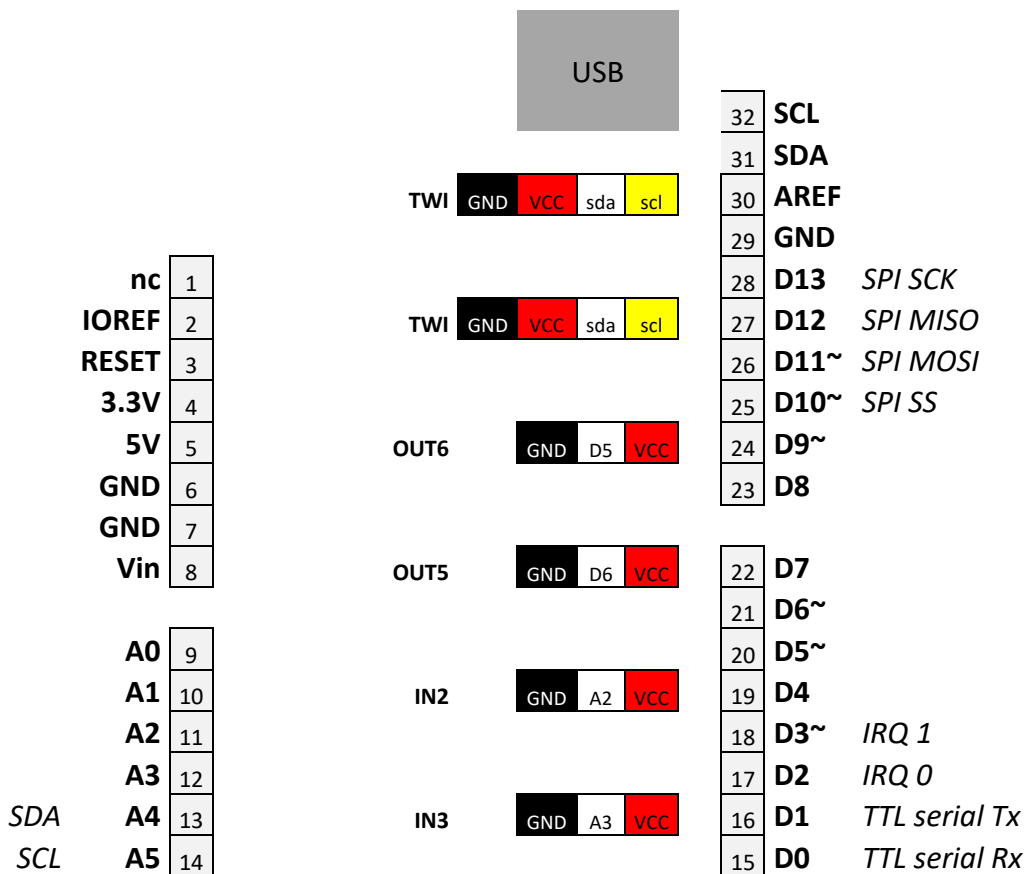 USB
32 SCL
31 SDA
TWI GND VCC sda scl
30 AREF
29 GND
nc 1
28 D13 SPI SCK
IOREF 2
TWI GND VCC sda scl
27 D12 SPI MISO
RESET 3
26 D11~ SPI MOSI
3.3V 4
25 D10~ SPI SS
5V 5
OUT6 GND D5 VCC
24 D9~
GND 6
23 D8
GND 7
Vin 8
OUT5 GND D6 VCC
22 D7
21 D6~
A0 9
20 D5~
A1 10
IN2 GND A2 VCC
19 D4
A2 11
18 D3~ IRQ 1
A3 12
17 D2 IRQ 0
SDA A4 13
IN3 GND A3 VCC
16 D1 TTL serial Tx
SCL A5 14
15 D0 TTL serial Rx